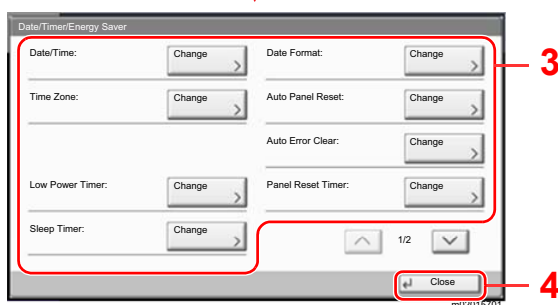 Date/Timer/Energy Saver
Date/Time: Change Date Format: Change
3
Time Zone: Change Auto Panel Reset: Change
Auto Error Clear: Change
Low Power Timer: Change Panel Reset Timer: Change
Sleep Timer: Change
1/2
Close
4